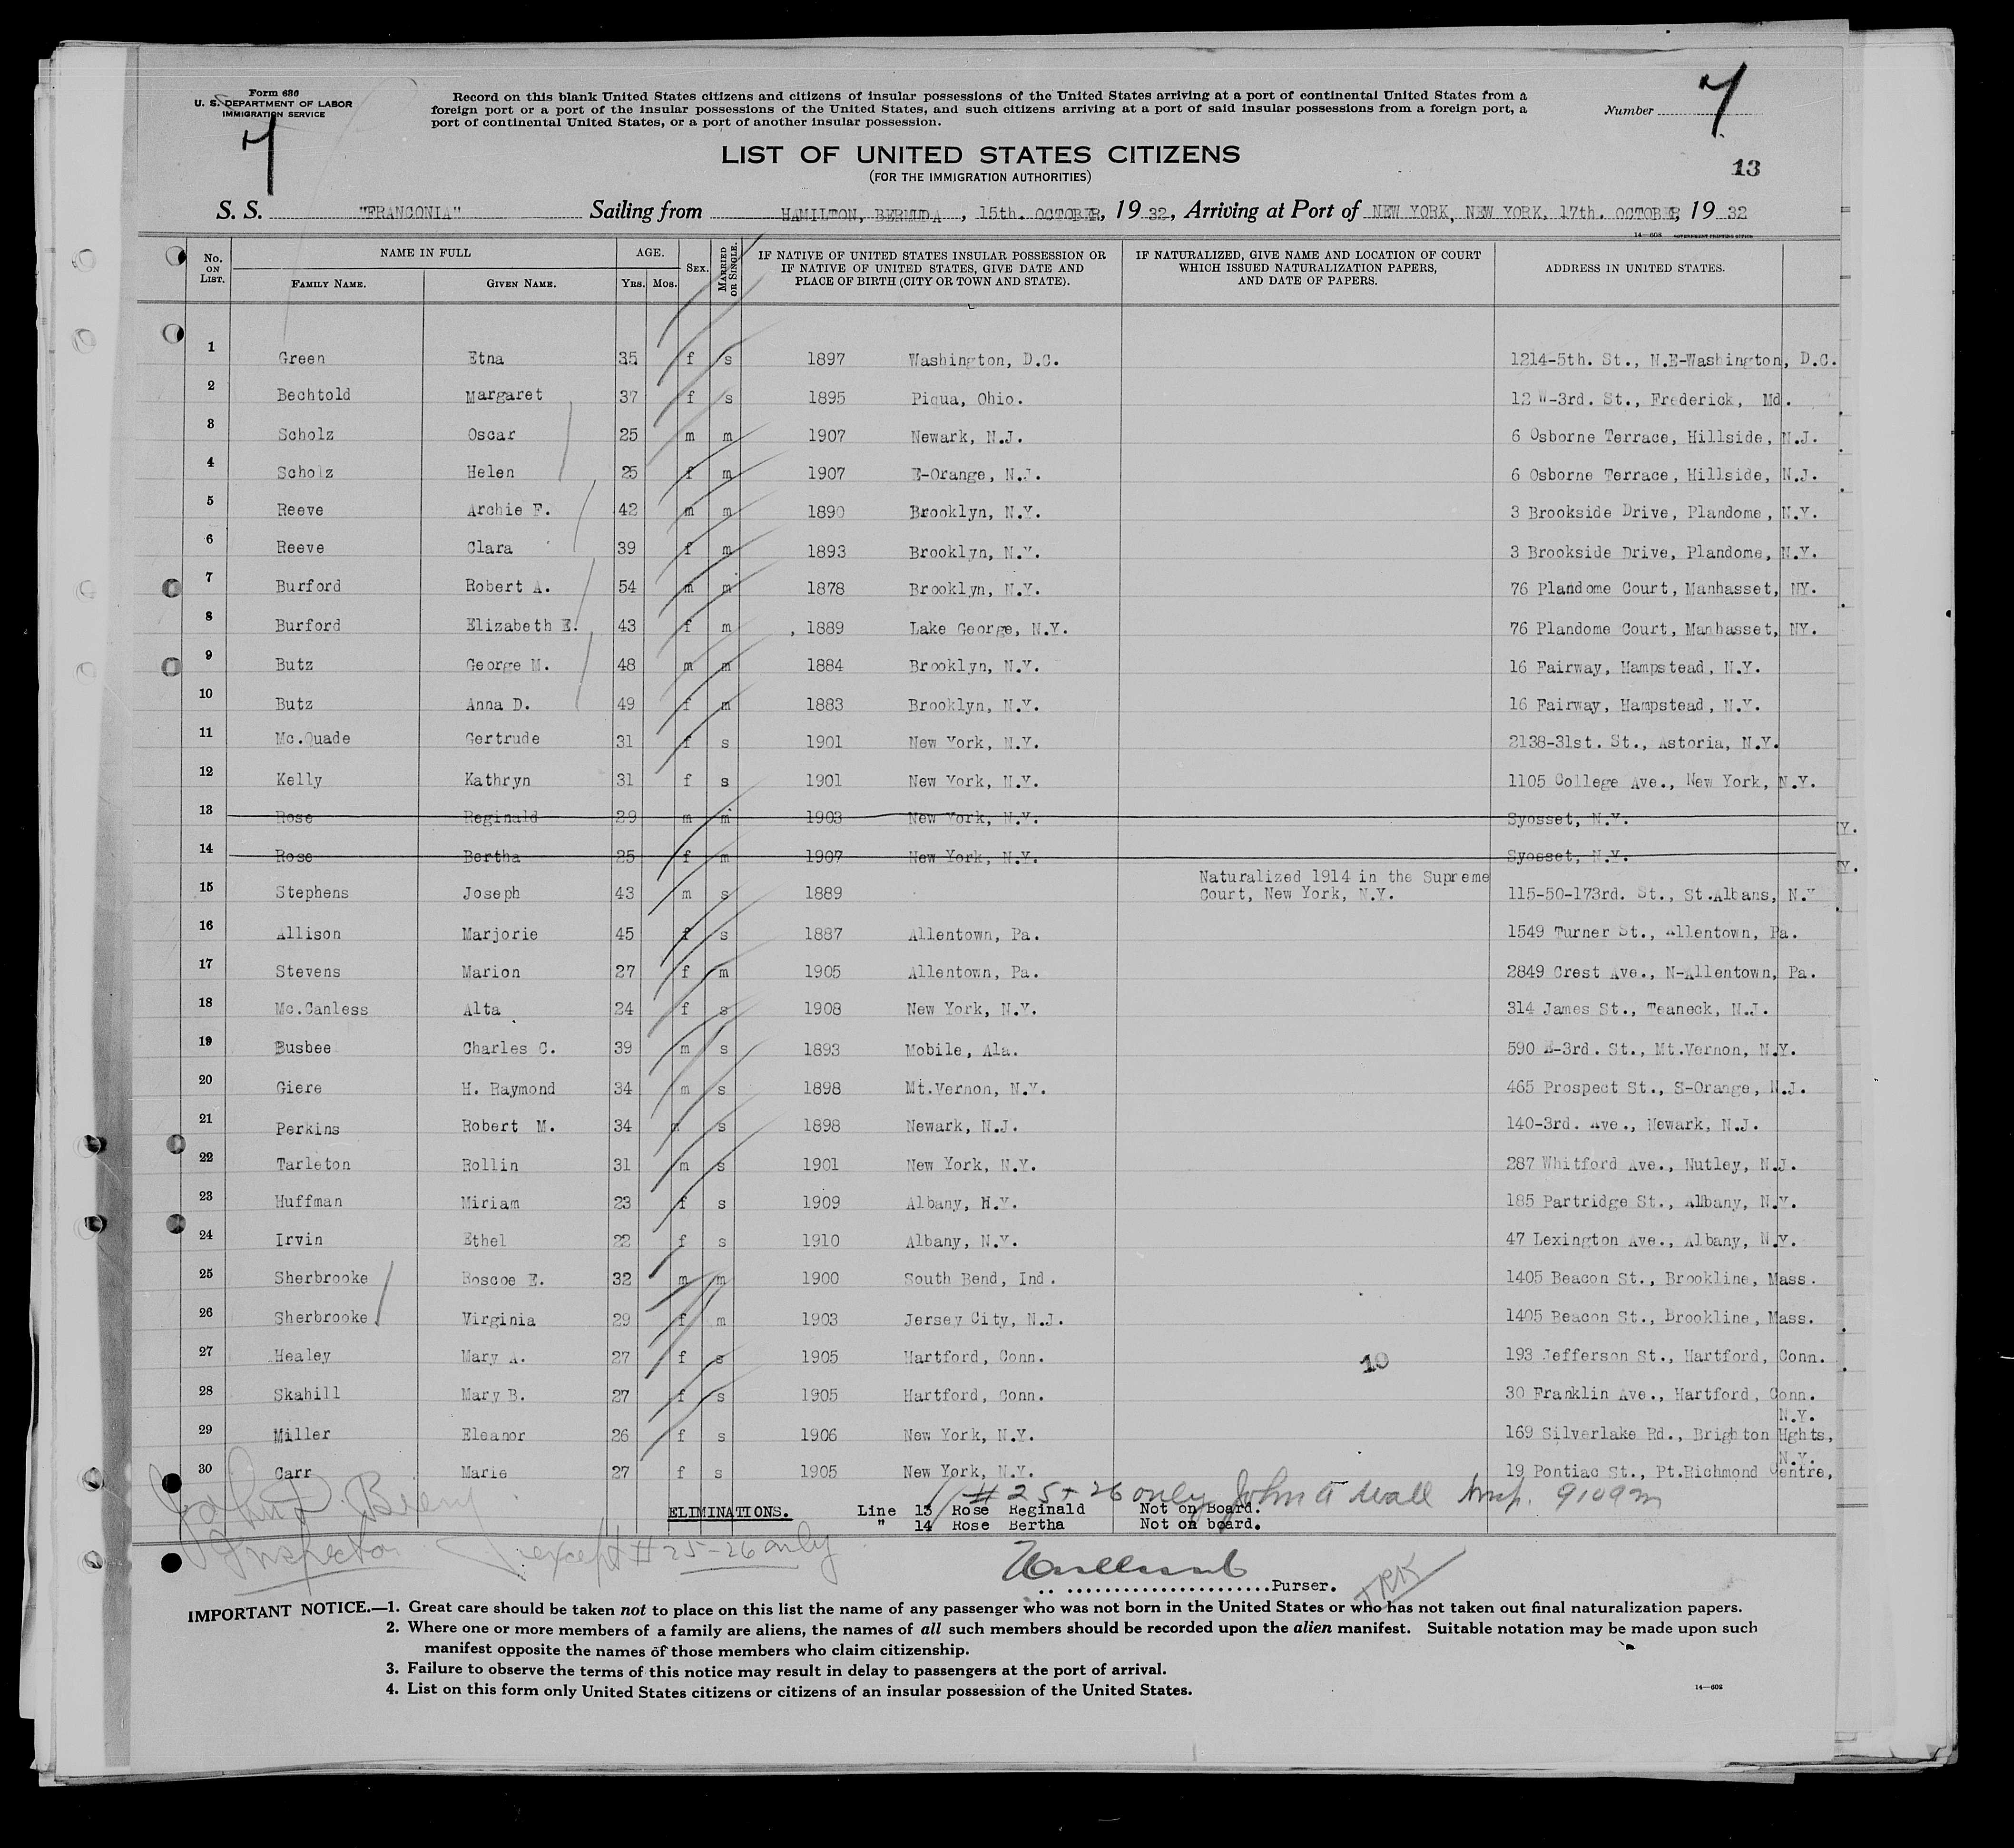 Form 686
U. S. DEPARTMENT OF LABOR
IMMIGRATION SERVICE
7
Record on this blank United States citizens and citizens of insular possessions of the United States arriving at a port of continental United States from a
foreign port or a port of the insular possessions of the United States, and such citizens arriving at a port of said insular possessions from a foreign port, a
port of continental United States, or a port of another insular possession.
Number 7
LIST OF UNITED STATES CITIZENS
(FOR THE IMMIGRATION AUTHORITIES)
13
S. S. "FRANCONIA" Sailing from HAMILTON, BERMUDA, 15th. OCTOBER, 1932, Arriving at Port of NEW YORK, NEW YORK, 17th. OCTOBER, 1932
14—608 GOVERNMENT PRINTING OFFICE
No. ON LIST. NAME IN FULL FAMILY NAME. GIVEN NAME. AGE. YRS. MOS. SEX. MARRIED OR SINGLE. IF NATIVE OF UNITED STATES INSULAR POSSESSION OR IF NATIVE OF UNITED STATES, GIVE DATE AND PLACE OF BIRTH (CITY OR TOWN AND STATE). IF NATURALIZED, GIVE NAME AND LOCATION OF COURT WHICH ISSUED NATURALIZATION PAPERS, AND DATE OF PAPERS. ADDRESS IN UNITED STATES.
1 Green Etna 35 f s 1897 Washington, D.C. 1214-5th. St., N.E-Washington, D.C.
2 Bechtold Margaret 37 f s 1895 Piqua, Ohio. 12 W-3rd. St., Frederick, Md.
3 Scholz Oscar 25 m m 1907 Newark, N.J. 6 Osborne Terrace, Hillside, N.J.
4 Scholz Helen 25 f m 1907 E-Orange, N.J. 6 Osborne Terrace, Hillside, N.J.
5 Reeve Archie F. 42 m m 1890 Brooklyn, N.Y. 3 Brookside Drive, Plandome, N.Y.
6 Reeve Clara 39 f m 1893 Brooklyn, N.Y. 3 Brookside Drive, Plandome, N.Y.
7 Burford Robert A. 54 m m 1878 Brooklyn, N.Y. 76 Plandome Court, Manhasset, NY.
8 Burford Elizabeth E. 43 f m , 1889 Lake George, N.Y. 76 Plandome Court, Manhasset, NY.
9 Butz George M. 48 m m 1884 Brooklyn, N.Y. 16 Fairway, Hampstead, N.Y.
10 Butz Anna D. 49 f m 1883 Brooklyn, N.Y. 16 Fairway, Hampstead, N.Y.
11 Mc.Quade Gertrude 31 f s 1901 New York, N.Y. 2138-31st. St., Astoria, N.Y.
12 Kelly Kathryn 31 f s 1901 New York, N.Y. 1105 College Ave., New York, N.Y.
13 Rose Reginald 29 m m 1903 New York, N.Y. Syosset, N.Y.
14 Rose Bertha 25 f m 1907 New York, N.Y. Syosset, N.Y.
15 Stephens Joseph 43 m s 1889 Naturalized 1914 in the Supreme Court, New York, N.Y. 115-50-173rd. St., St.Albans, N.Y
16 Allison Marjorie 45 f s 1887 Allentown, Pa. 1549 Turner St., Allentown, Pa.
17 Stevens Marion 27 f m 1905 Allentown, Pa. 2849 Crest Ave., N-Allentown, Pa.
18 Mc.Canless Alta 24 f s 1908 New York, N.Y. 314 James St., Teaneck, N.J.
19 Busbee Charles C. 39 m s 1893 Mobile, Ala. 590 E-3rd. St., Mt.Vernon, N.Y.
20 Giere H. Raymond 34 m s 1898 Mt.Vernon, N.Y. 465 Prospect St., S-Orange, N.J.
21 Perkins Robert M. 34 m s 1898 Newark, N.J. 140-3rd. Ave., Newark, N.J.
22 Tarleton Rollin 31 m s 1901 New York, N.Y. 287 Whitford Ave., Nutley, N.J.
23 Huffman Miriam 23 f s 1909 Albany, N.Y. 185 Partridge St., Albany, N.Y.
24 Irvin Ethel 22 f s 1910 Albany, N.Y. 47 Lexington Ave., Albany, N.Y.
25 Sherbrooke Roscoe E. 32 m m 1900 South Bend, Ind. 1405 Beacon St., Brookline, Mass.
26 Sherbrooke Virginia 29 f m 1903 Jersey City, N.J. 1405 Beacon St., Brookline, Mass.
27 Healey Mary A. 27 f s 1905 Hartford, Conn. 10 193 Jefferson St., Hartford, Conn.
28 Skahill Mary B. 27 f s 1905 Hartford, Conn. 30 Franklin Ave., Hartford, Conn.
29 Miller Eleanor 26 f s 1906 New York, N.Y. 169 Silverlake Rd., Brighton Hghts, N.Y.
30 Carr Marie 27 f s 1905 New York, N.Y. 19 Pontiac St., Pt.Richmond Centre, N.Y.
# 25 + 26 only John A Wall Insp.
ELIMINATIONS. Line 13 Rose Reginald Not on Board.
" 14 Rose Bertha Not on board.
Inspector except # 25-26 only
Purser.
IMPORTANT NOTICE.—1. Great care should be taken not to place on this list the name of any passenger who was not born in the United States or who has not taken out final naturalization papers.
2. Where one or more members of a family are aliens, the names of all such members should be recorded upon the alien manifest. Suitable notation may be made upon such
manifest opposite the names of those members who claim citizenship.
3. Failure to observe the terms of this notice may result in delay to passengers at the port of arrival.
4. List on this form only United States citizens or citizens of an insular possession of the United States.
14—608